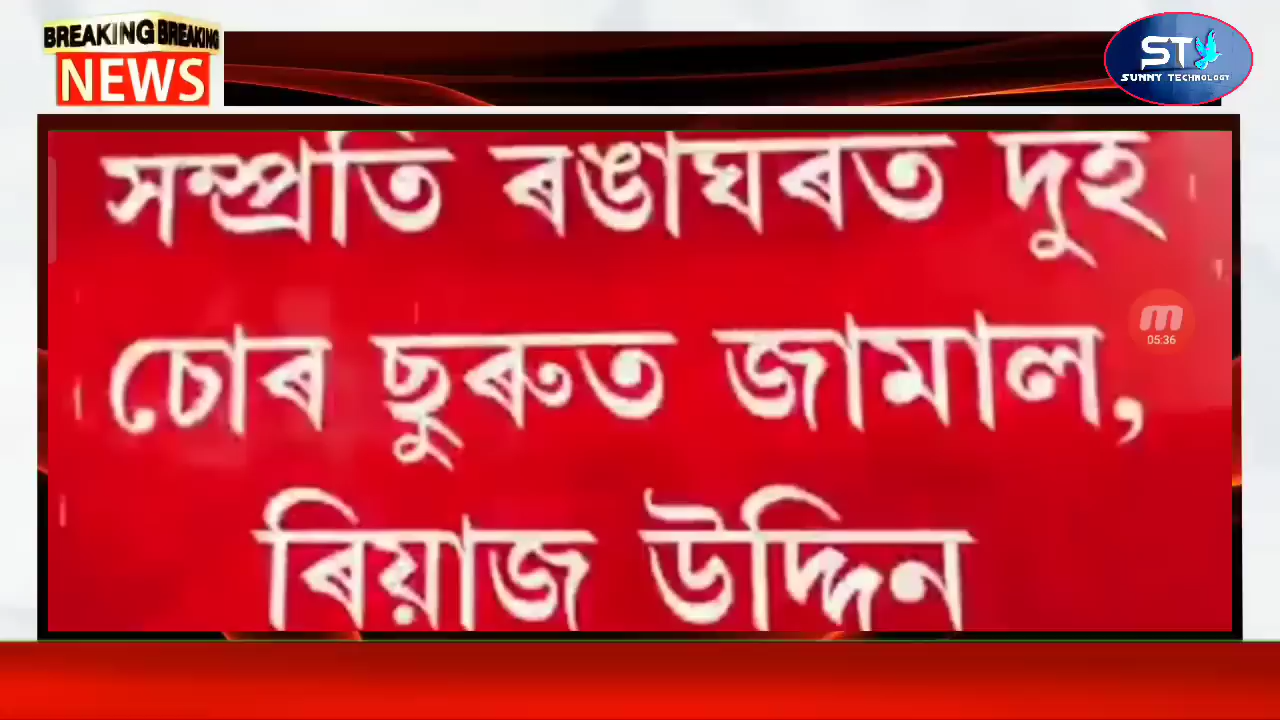 BREAKING BREAKING
NEWS
ST
SUNNY TECHNOLOGY
সম্প্ৰতি ৰঙাঘৰত দুহ
চোৰ ছুৰুত জামাল,
ৰিয়াজ উদ্দিন
05:36